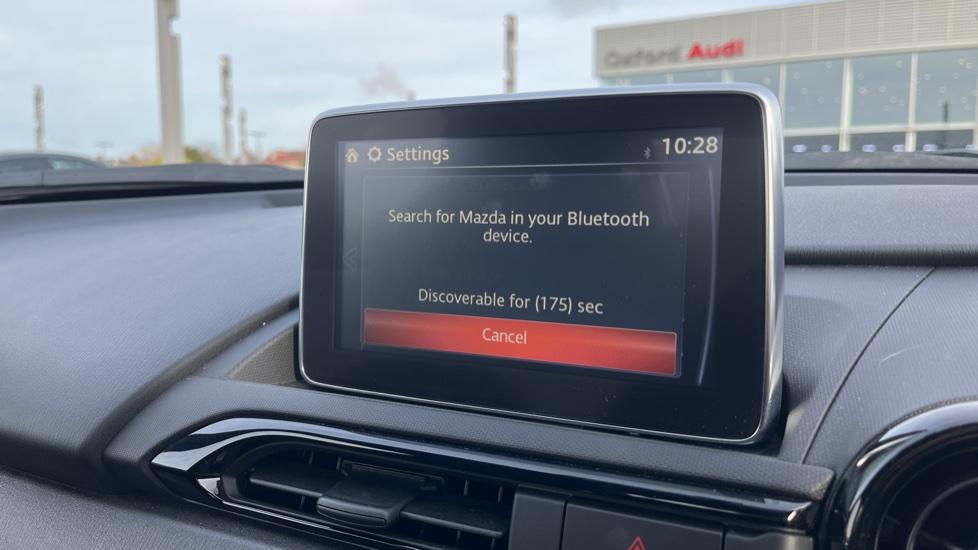 Oxford Audi
Settings
10:28
Search for Mazda in your Bluetooth
device.
Discoverable for (175) sec
Cancel